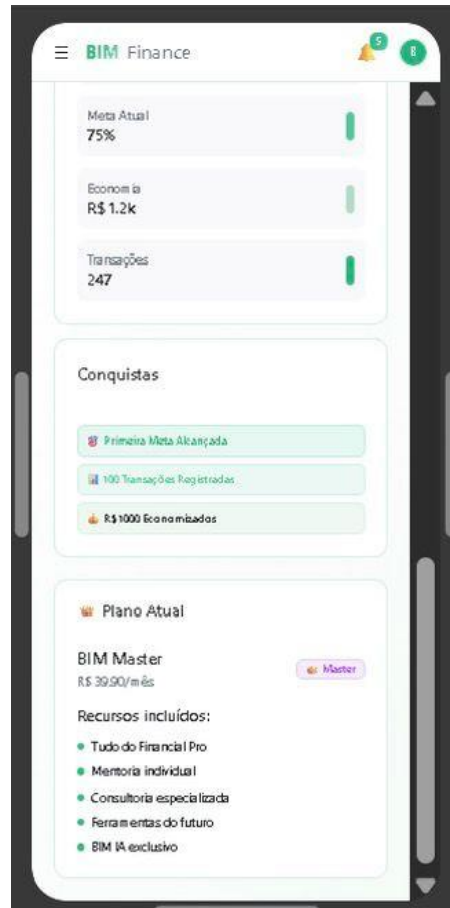 BIM Finance
5
B
Meta Atual
75%
Economia
R$ 1.2k
Transações
247
Conquistas
Primeira Meta Alcançada
100 Transações Registradas
R$1000 Economizados
Plano Atual
BIM Master
Master
R$ 39.90/mês
Recursos incluídos:
Tudo do Financial Pro
Mentoria individual
Consultoria especializada
Ferramentas do futuro
BIM IA exclusivo